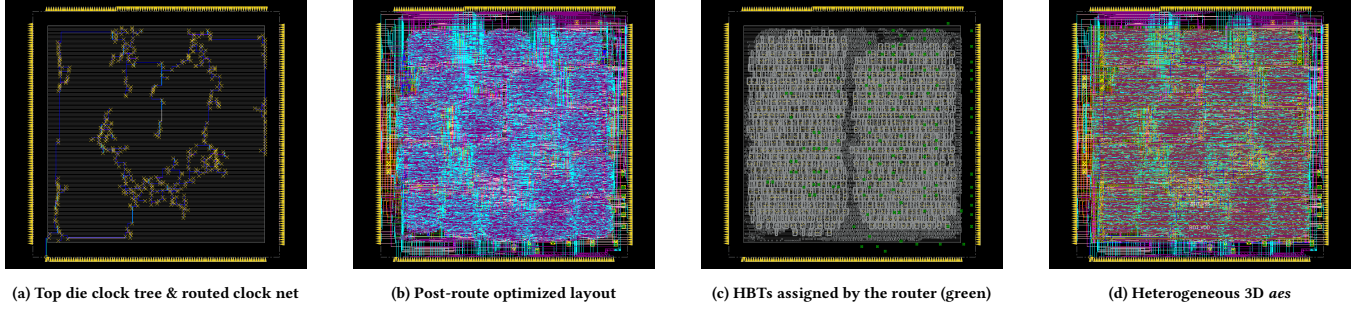 (a) Top die clock tree & routed clock net
(b) Post-route optimized layout
(c) HBTs assigned by the router (green)
(d) Heterogeneous 3D aes